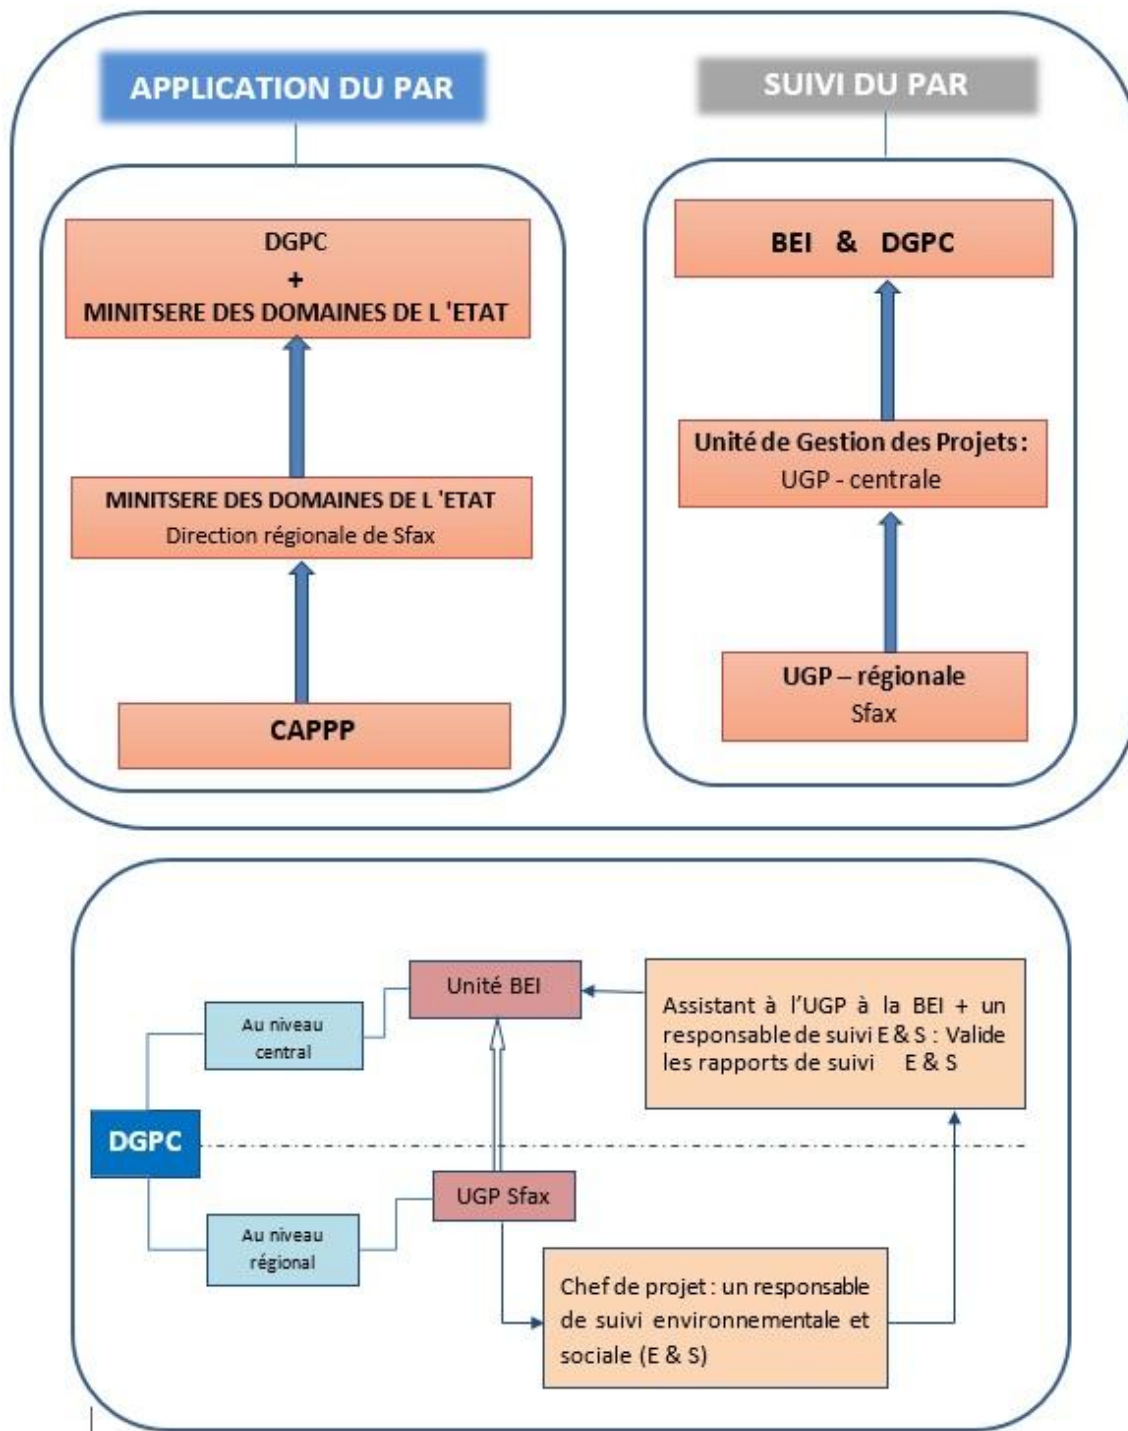 APPLICATION DU PAR
DGPC
+
MINITSERE DES DOMAINES DE L 'ETAT
MINITSERE DES DOMAINES DE L 'ETAT
Direction régionale de Sfax
CAPPP
SUIVI DU PAR
BEI & DGPC
Unité de Gestion des Projets :
UGP - centrale
UGP – régionale
Sfax
DGPC
Au niveau
central
Unité BEI
Assistant à l'UGP à la BEI + un
responsable de suivi E & S : Valide
les rapports de suivi E & S
Au niveau
régional
UGP Sfax
Chef de projet : un responsable
de suivi environnementale et
sociale (E & S)